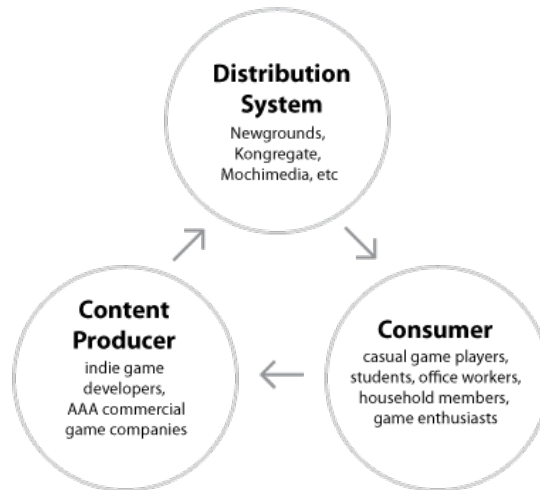 Distribution
System
Newgrounds,
Kongregate,
Mochimedia, etc
Content
Producer
indie game
developers,
AAA commercial
game companies
Consumer
casual game players,
students, office workers,
household members,
game enthusiasts